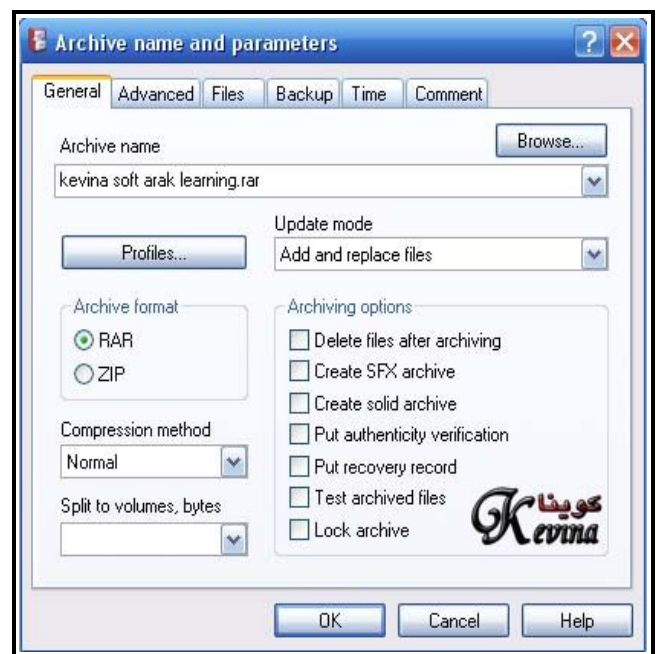 Archive name and parameters
General Advanced Files Backup Time Comment
Archive name
Browse...
kevina soft arak learning.rar
Profiles...
Update mode
Add and replace files
Archive format
RAR
ZIP
Compression method
Normal
Split to volumes, bytes
Archiving options
Delete files after archiving
Create SFX archive
Create solid archive
Put authenticity verification
Put recovery record
Test archived files
Lock archive
كوينا
Kevina
OK Cancel Help